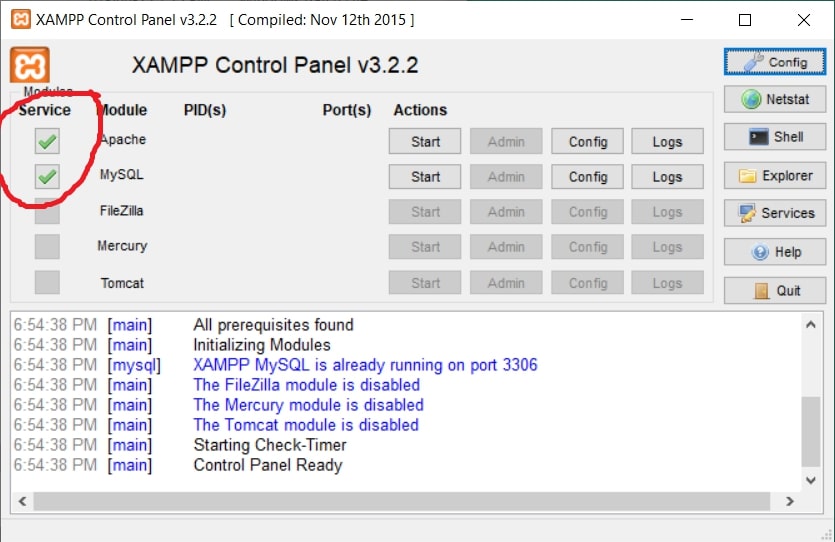 XAMPP Control Panel v3.2.2 [ Compiled: Nov 12th 2015 ]
XAMPP Control Panel v3.2.2
Config
Modules
Service Module PID(s) Port(s) Actions
Netstat
Apache Start Admin Config Logs
Shell
MySQL Start Admin Config Logs
Explorer
FileZilla Start Admin Config Logs
Services
Mercury Start Admin Config Logs
Help
Tomcat Start Admin Config Logs
Quit
6:54:38 PM [main] All prerequisites found
6:54:38 PM [main] Initializing Modules
6:54:38 PM [mysql] XAMPP MySQL is already running on port 3306
6:54:38 PM [main] The FileZilla module is disabled
6:54:38 PM [main] The Mercury module is disabled
6:54:38 PM [main] The Tomcat module is disabled
6:54:38 PM [main] Starting Check-Timer
6:54:38 PM [main] Control Panel Ready